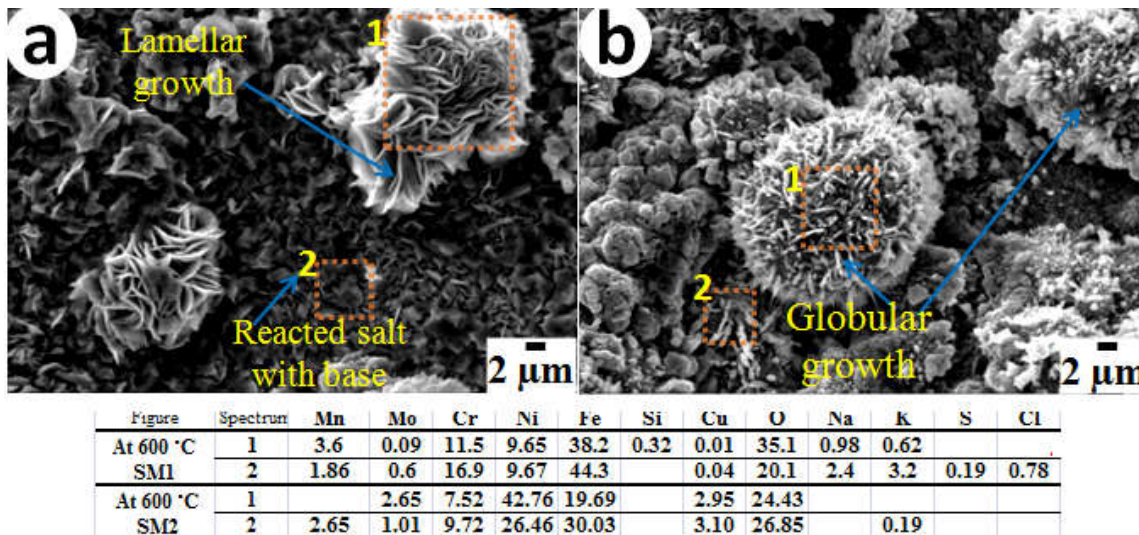 a
b
Lamellar
growth
1
2
Reacted salt
with base
2 µm
1
2
Globular
growth
2 µm
Figure Spectrun Mn Mo Cr Ni Fe Si Cu O Na K S Cl
At 600 °C 1 3.6 0.09 11.5 9.65 38.2 0.32 0.01 35.1 0.98 0.62
SM1 2 1.86 0.6 16.9 9.67 44.3 0.04 20.1 2.4 3.2 0.19 0.78
At 600 °C 1 2.65 7.52 42.76 19.69 2.95 24.43
SM2 2 2.65 1.01 9.72 26.46 30.03 3.10 26.85 0.19